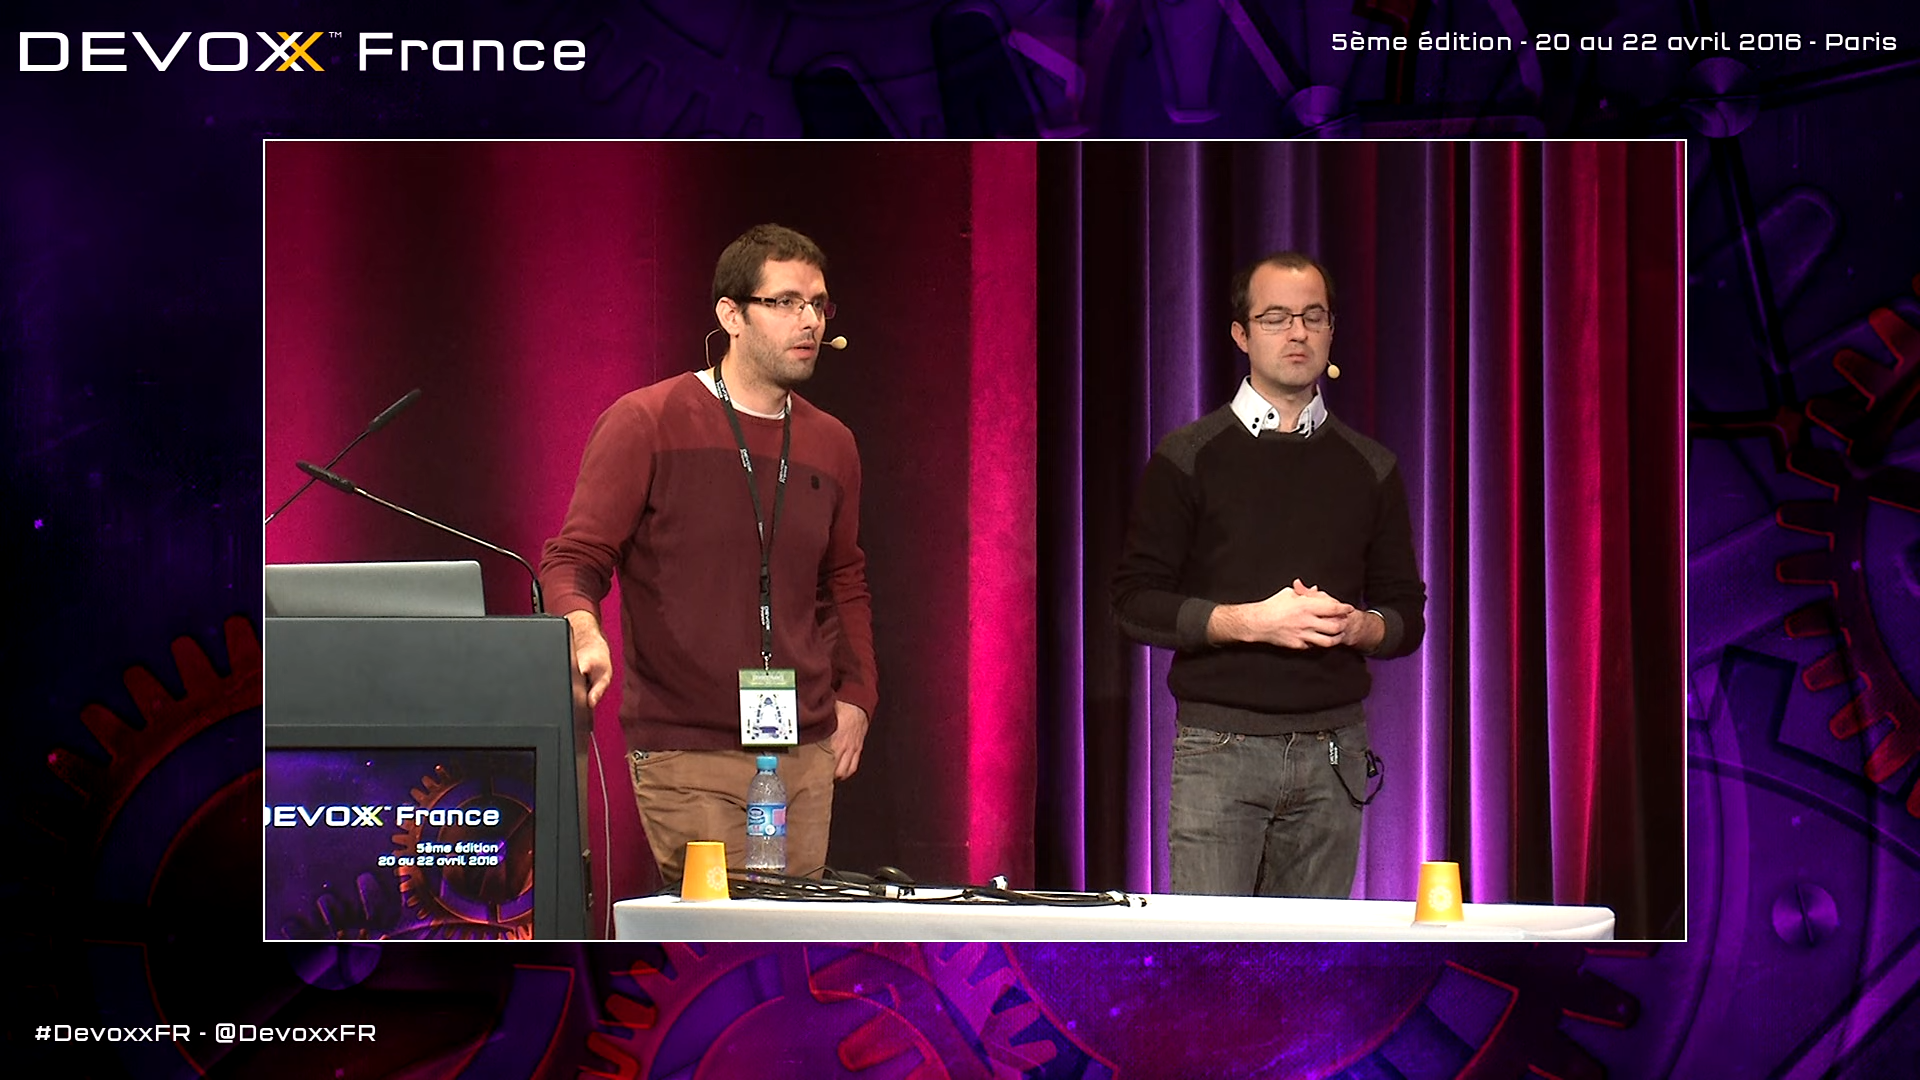 DEVOXX™ France
5ème édition - 20 au 22 avril 2016 - Paris
DEVOXX™ France
5ème édition
20 au 22 avril 2016
#DevoxxFR - @DevoxxFR